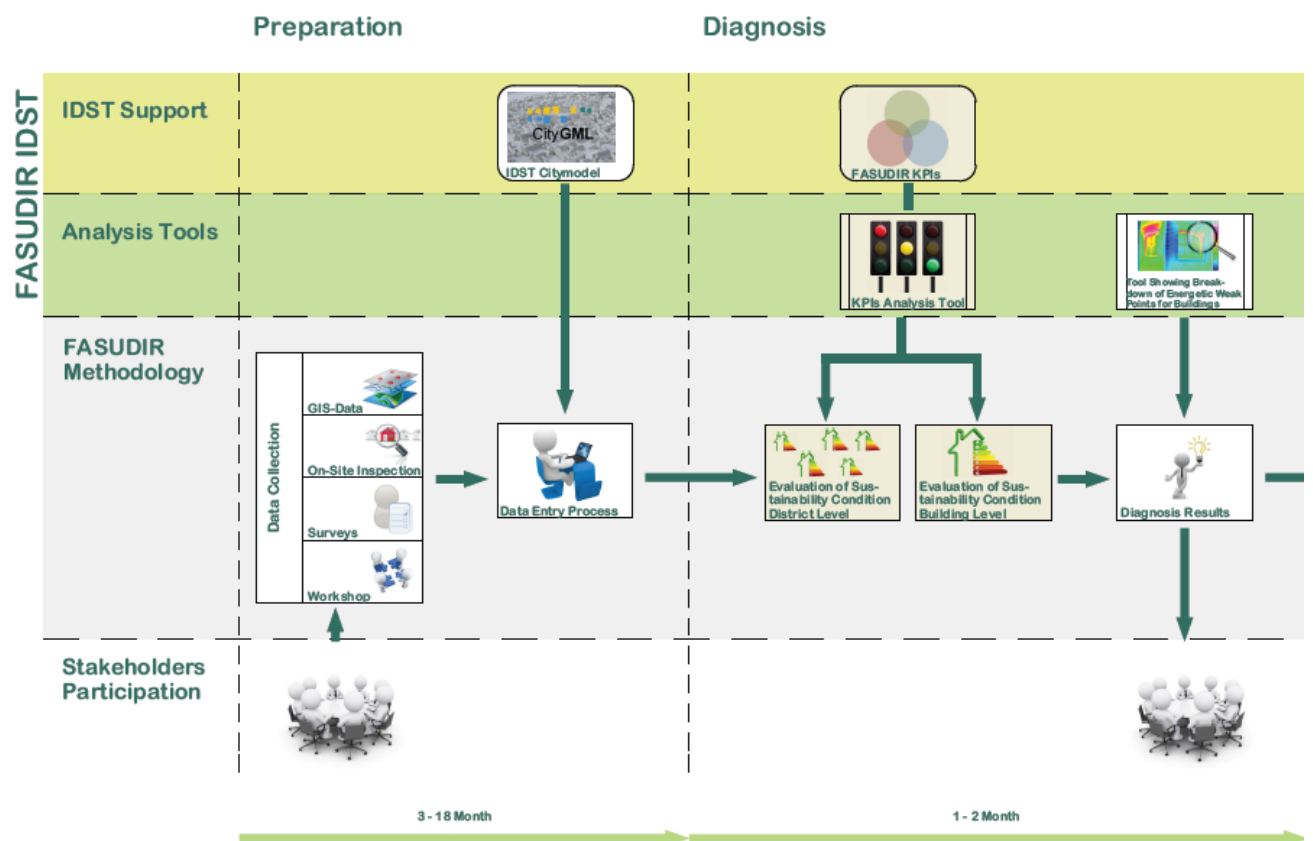 Preparation
Diagnosis
FASUDIR IDST
IDST Support
CityGML
IDST Citymodel
FASUDIR KPIs
Analysis Tools
KPIs Analysis Tool
Tool Showing Break-
down of Energetic Weak
Points for Buildings
FASUDIR
Methodology
Data Collection
GIS-Data
On-Site Inspection
Surveys
Workshop
Data Entry Process
Evaluation of Sus-
tainability Condition
District Level
Evaluation of Sus-
tainability Condition
Building Level
Diagnosis Results
Stakeholders
Participation
3 - 18 Month
1 - 2 Month